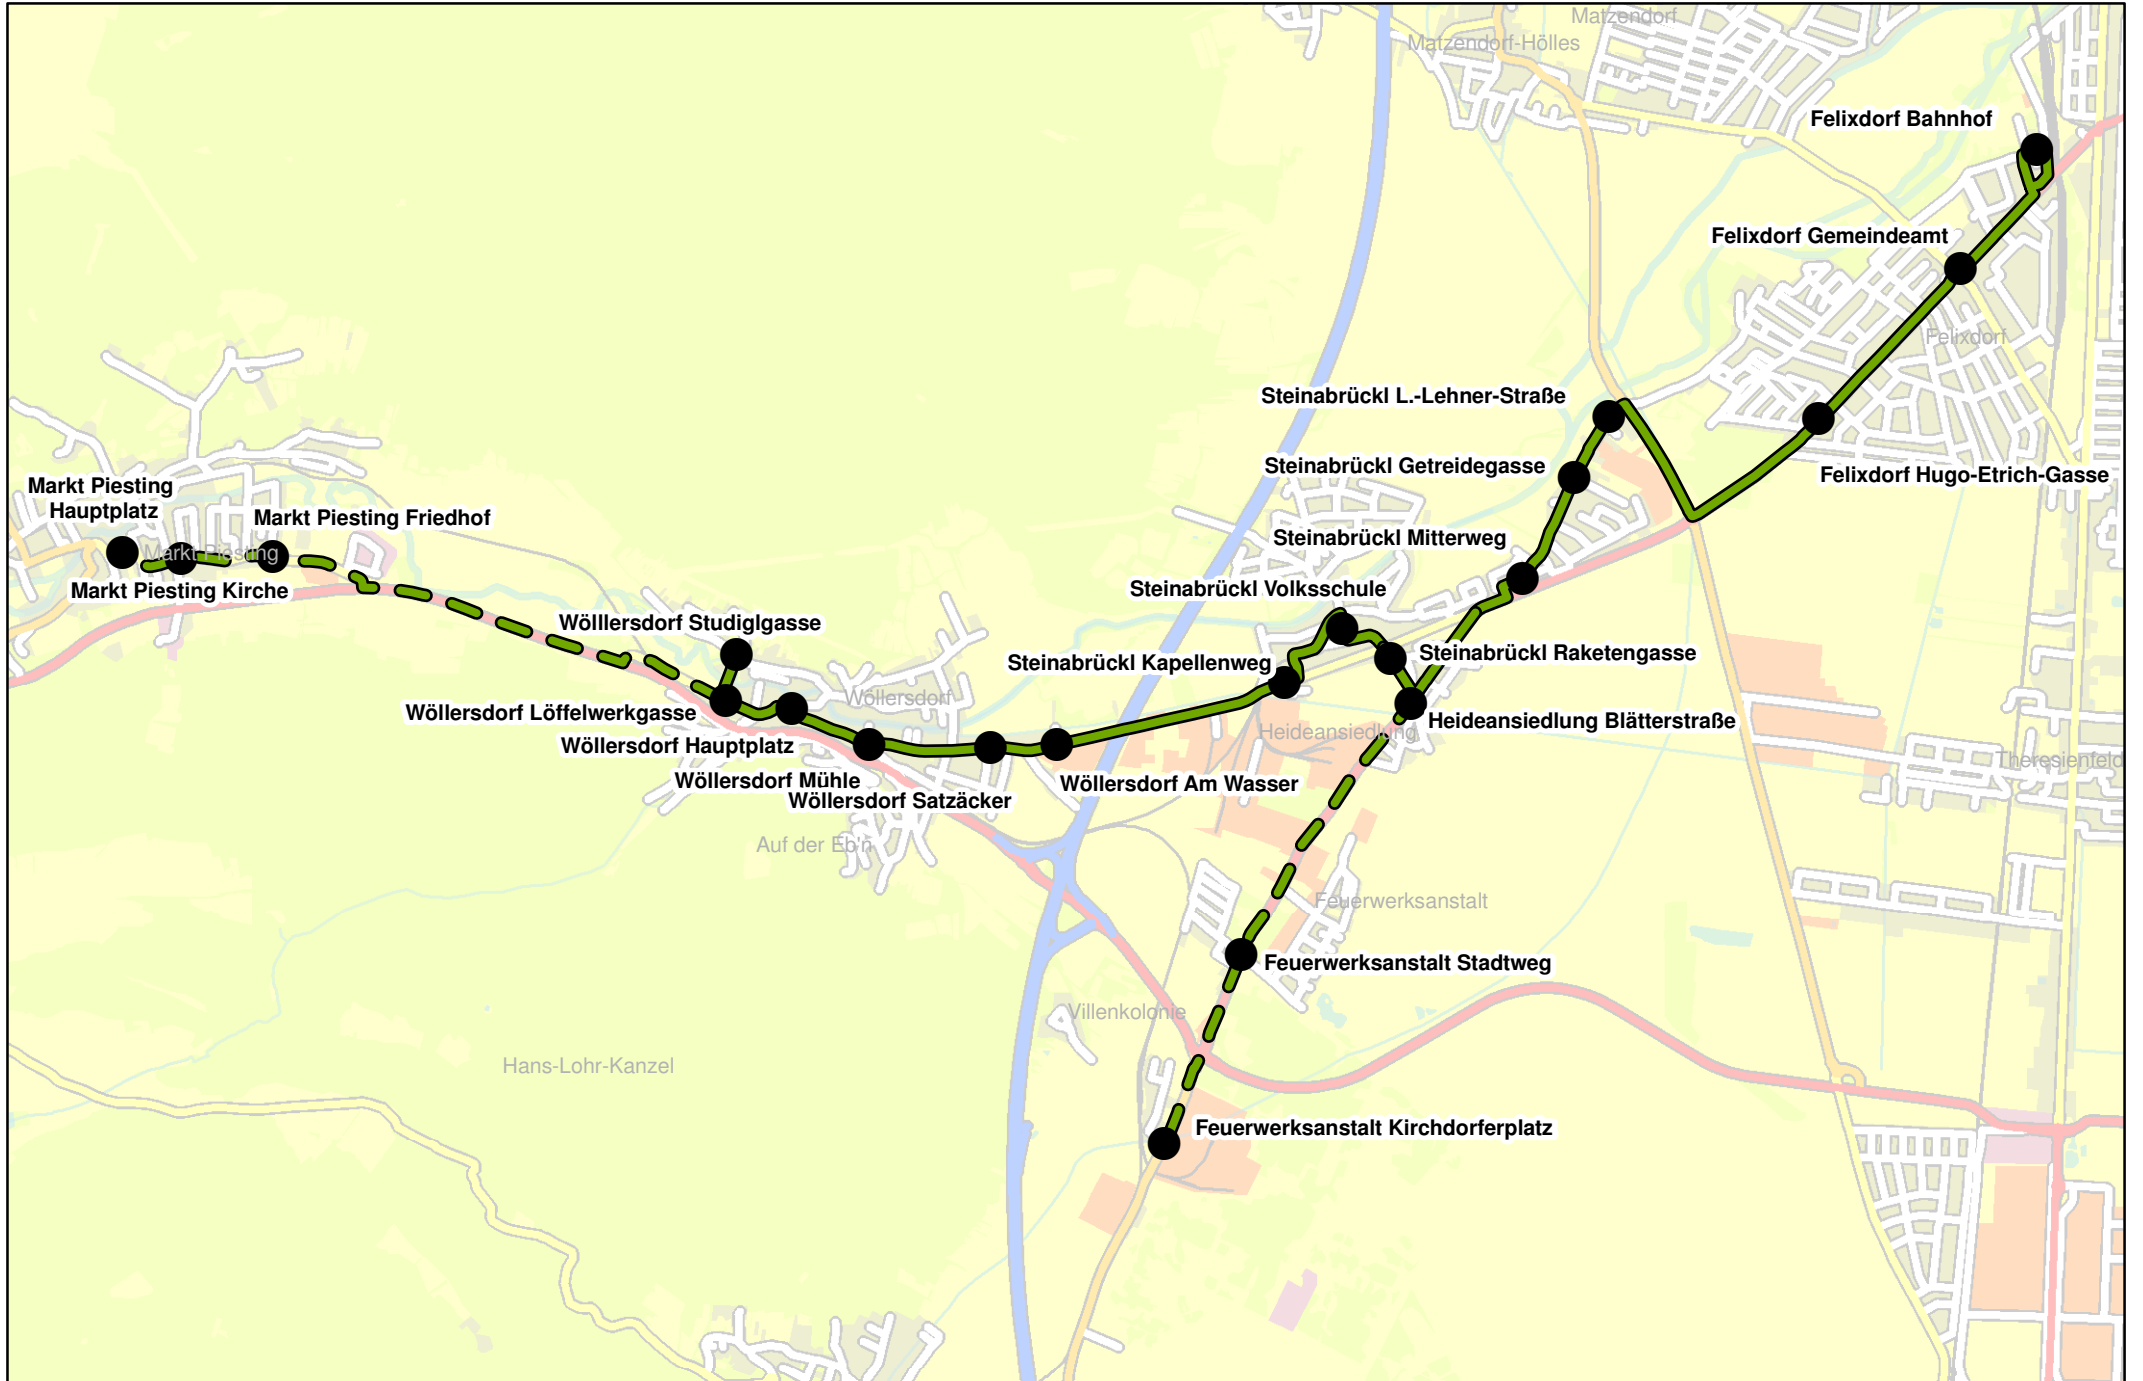 Matzendorf
Matzendorf-Hölles
Felixdorf Bahnhof
Felixdorf Gemeindeamt
Felixdorf
Steinabrückl L.-Lehner-Straße
Steinabrückl Getreidegasse
Felixdorf Hugo-Etrich-Gasse
Markt Piesting
Hauptplatz
Markt Piesting Friedhof
Steinabrückl Mitterweg
Markt Piesting
Markt Piesting Kirche
Steinabrückl Volksschule
Wölllersdorf Studiglgasse
Steinabrückl Raketengasse
Steinabrückl Kapellenweg
Wöllersdorf
Wöllersdorf Löffelwerkgasse
Heideansiedlung Blätterstraße
Heideansiedlung
Wöllersdorf Hauptplatz
Theresienfeld
Wöllersdorf Mühle
Wöllersdorf Am Wasser
Wöllersdorf Satzäcker
Auf der Eb'n
Feuerwerksanstalt
Feuerwerksanstalt Stadtweg
Villenkolonie
Hans-Lohr-Kanzel
Feuerwerksanstalt Kirchdorferplatz